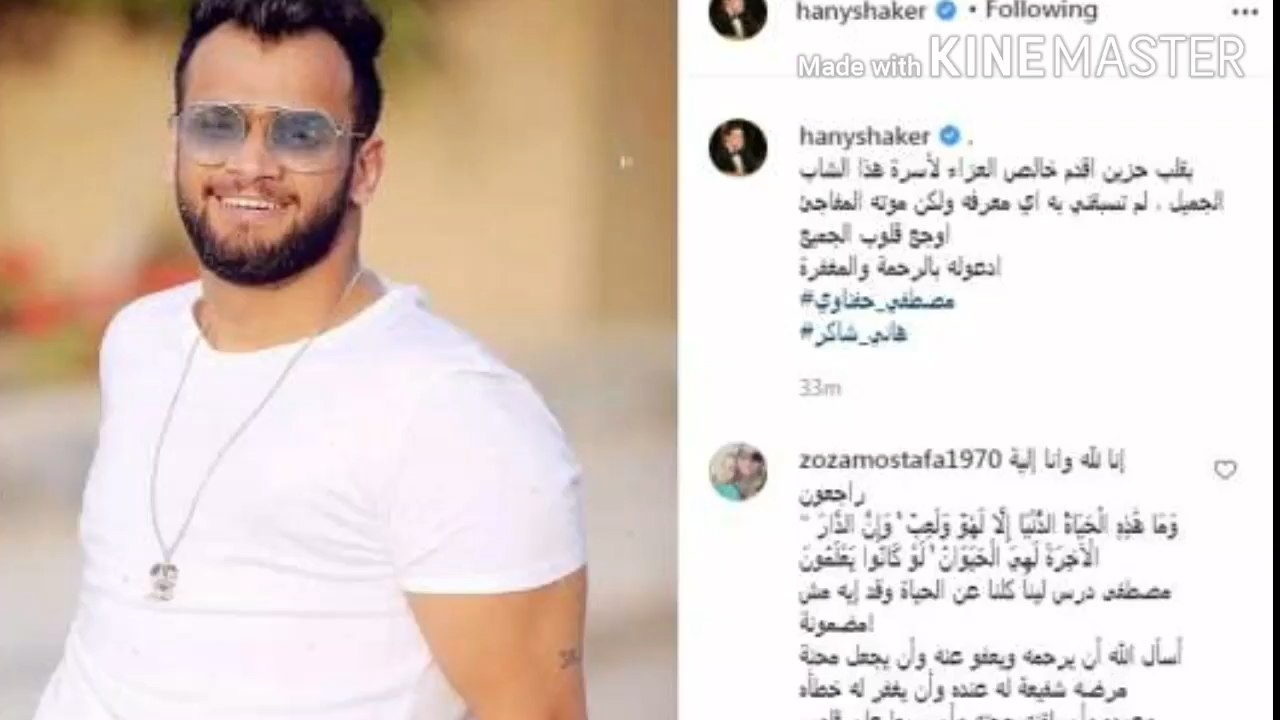 hanyshaker • Following
Made with KINEMASTER
hanyshaker .
بقلب حزين اقدم خالص العزاء لأسرة هذا الشاب
الجميل . لم تسبقني به اي معرفه ولكن موته المفاجئ
اوجع قلوب الجميع
ادعوله بالرحمة والمغفرة
#مصطفي_حفناوي
#هاني_شاكر
33m
zozamostafa1970 إنا لله وانا إلية
راجعون
وَمَا هَٰذِهِ الْحَيَاةُ الدُّنْيَا إِلَّا لَهْوٌ وَلَعِبٌ ۚ وَإِنَّ الدَّارَ "
الْآخِرَةَ لَهِيَ الْحَيَوَانُ ۚ لَوْ كَانُوا يَعْلَمُونَ
مصطفى درس لينا كلنا عن الحياة وقد إيه مش
مضمونة!
أسأل الله أن يرحمه ويعفو عنه وأن يجعل محنة
مرضه شفيعة له عنده وأن يغفر له خطأه